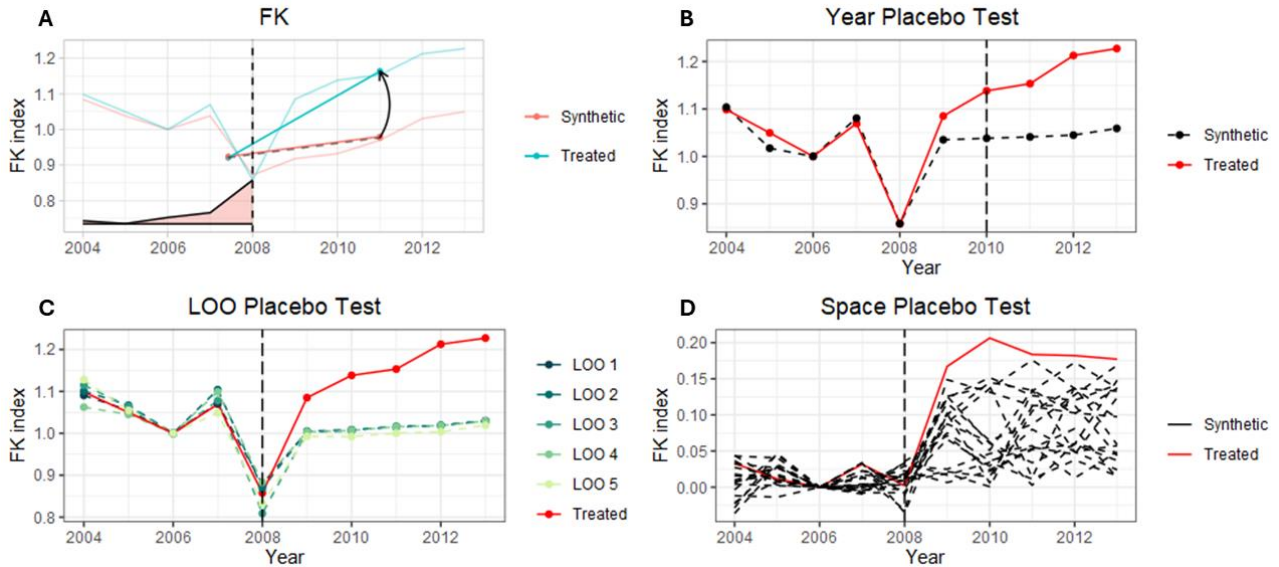 A
FK
FK index
1.2
1.1
1.0
0.9
0.8
2004 2006 2008 2010 2012
Synthetic
Treated
B
Year Placebo Test
FK index
1.2
1.1
1.0
0.9
2004 2006 2008 2010 2012
Year
Synthetic
Treated
C
LOO Placebo Test
FK index
1.2
1.1
1.0
0.9
0.8
2004 2006 2008 2010 2012
Year
LOO 1
LOO 2
LOO 3
LOO 4
LOO 5
Treated
D
Space Placebo Test
FK index
0.20
0.15
0.10
0.05
0.00
2004 2006 2008 2010 2012
Year
Synthetic
Treated